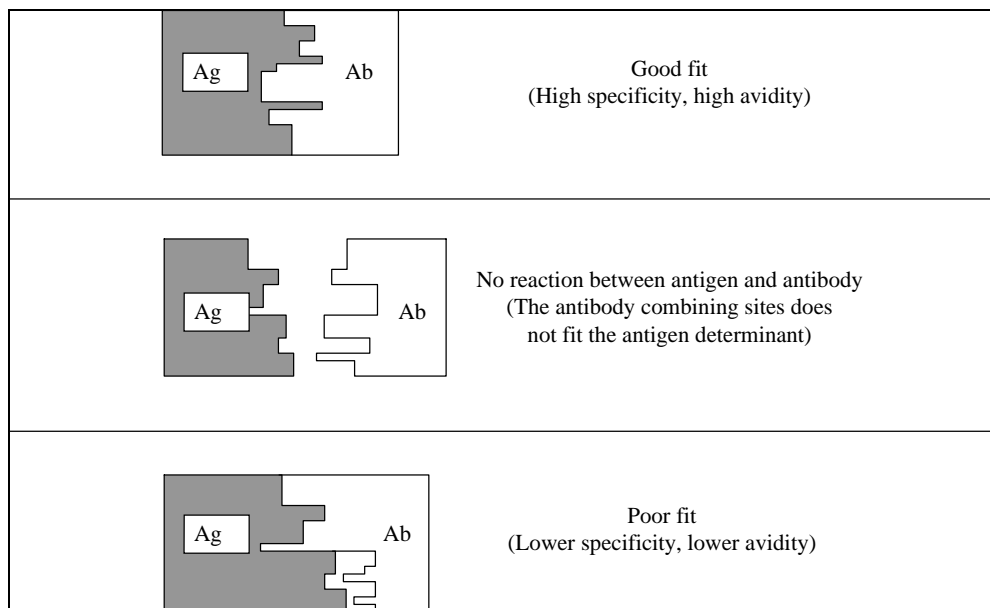 Ag
Ab
Good fit
(High specificity, high avidity)
Ag
Ab
No reaction between antigen and antibody
(The antibody combining sites does
not fit the antigen determinant)
Ag
Ab
Poor fit
(Lower specificity, lower avidity)